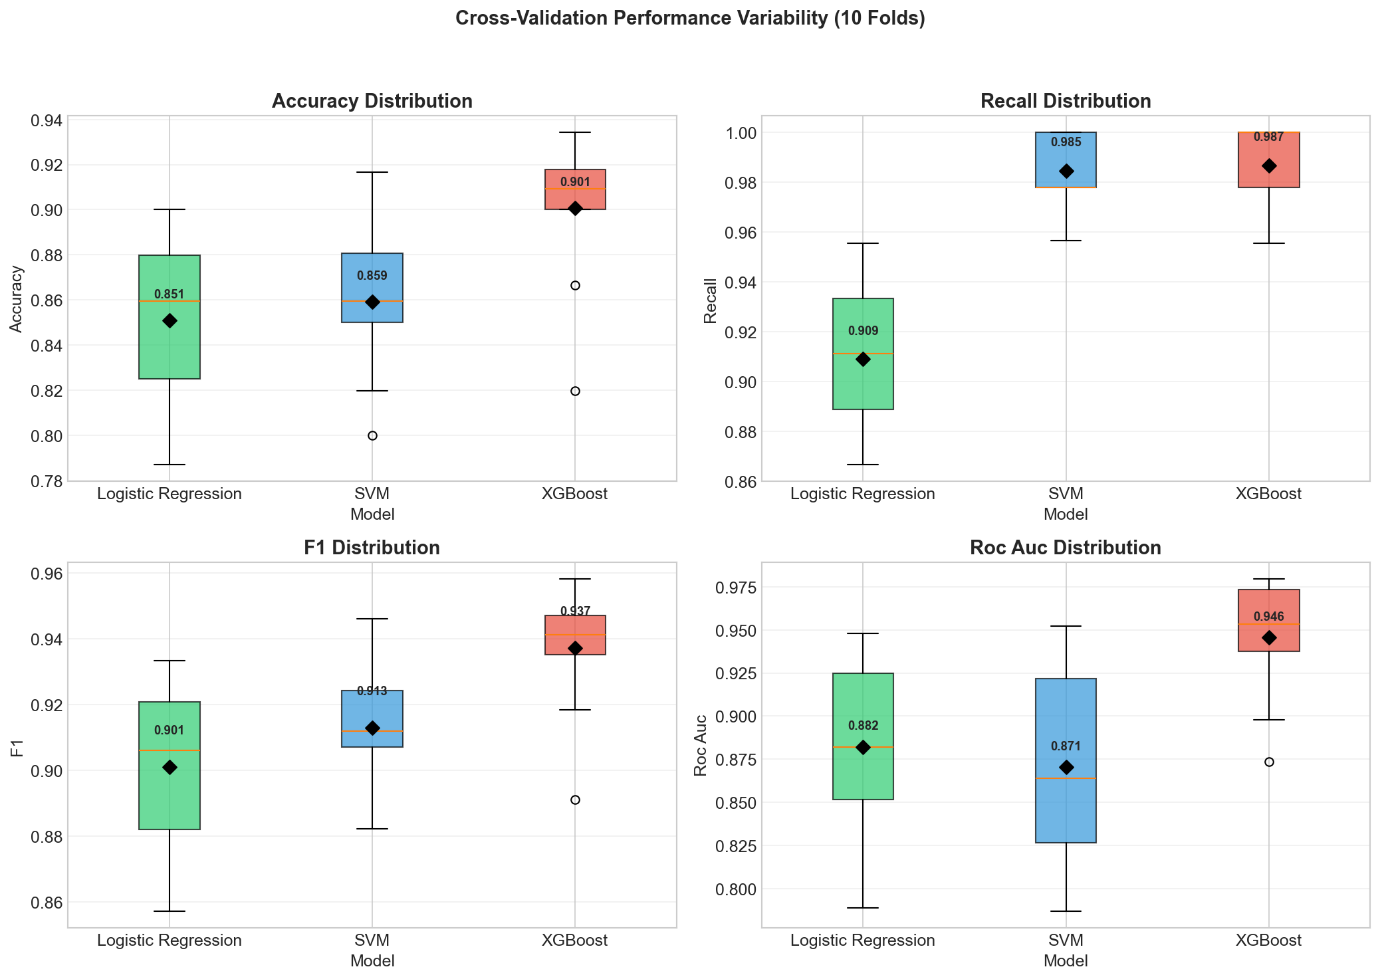 Cross-Validation Performance Variability (10 Folds)
Accuracy Distribution
Accuracy
0.94
0.92
0.90
0.88
0.86
0.84
0.82
0.80
0.78
0.851
0.859
0.901
Logistic Regression
SVM
XGBoost
Model
Recall Distribution
Recall
1.00
0.98
0.96
0.94
0.92
0.90
0.88
0.86
0.909
0.985
0.987
Logistic Regression
SVM
XGBoost
Model
F1 Distribution
F1
0.96
0.94
0.92
0.90
0.88
0.86
0.901
0.913
0.937
Logistic Regression
SVM
XGBoost
Model
Roc Auc Distribution
Roc Auc
0.975
0.950
0.925
0.900
0.875
0.850
0.825
0.800
0.882
0.871
0.946
Logistic Regression
SVM
XGBoost
Model